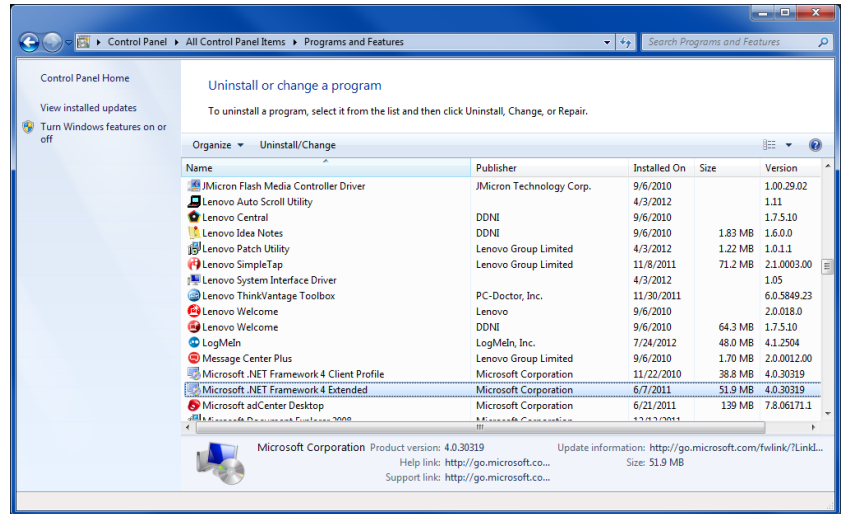 Control Panel ▸ All Control Panel Items ▸ Programs and Features
Search Programs and Features
Control Panel Home
View installed updates
Turn Windows features on or
off
Uninstall or change a program
To uninstall a program, select it from the list and then click Uninstall, Change, or Repair.
Organize Uninstall/Change
Name Publisher Installed On Size Version
JMicron Flash Media Controller Driver JMicron Technology Corp. 9/6/2010 1.00.29.02
Lenovo Auto Scroll Utility 4/3/2012 1.11
Lenovo Central DDNI 9/6/2010 1.7.5.10
Lenovo Idea Notes DDNI 9/6/2010 1.83 MB 1.6.0.0
Lenovo Patch Utility Lenovo Group Limited 4/3/2012 1.22 MB 1.0.1.1
Lenovo SimpleTap Lenovo Group Limited 11/8/2011 71.2 MB 2.1.0003.00
Lenovo System Interface Driver 4/3/2012 1.05
Lenovo ThinkVantage Toolbox PC-Doctor, Inc. 11/30/2011 6.0.5849.23
Lenovo Welcome Lenovo 9/6/2010 2.0.018.0
Lenovo Welcome DDNI 9/6/2010 64.3 MB 1.7.5.10
LogMeIn LogMeIn, Inc. 7/24/2012 48.0 MB 4.1.2504
Message Center Plus Lenovo Group Limited 9/6/2010 1.70 MB 2.0.0012.00
Microsoft .NET Framework 4 Client Profile Microsoft Corporation 11/22/2010 38.8 MB 4.0.30319
Microsoft .NET Framework 4 Extended Microsoft Corporation 6/7/2011 51.9 MB 4.0.30319
Microsoft adCenter Desktop Microsoft Corporation 6/21/2011 139 MB 7.8.06171.1
Microsoft Document Explorer 2008 Microsoft Corporation
Microsoft Corporation Product version: 4.0.30319 Update information: http://go.microsoft.com/fwlink/?LinkI...
Help link: http://go.microsoft.co... Size: 51.9 MB
Support link: http://go.microsoft.co...